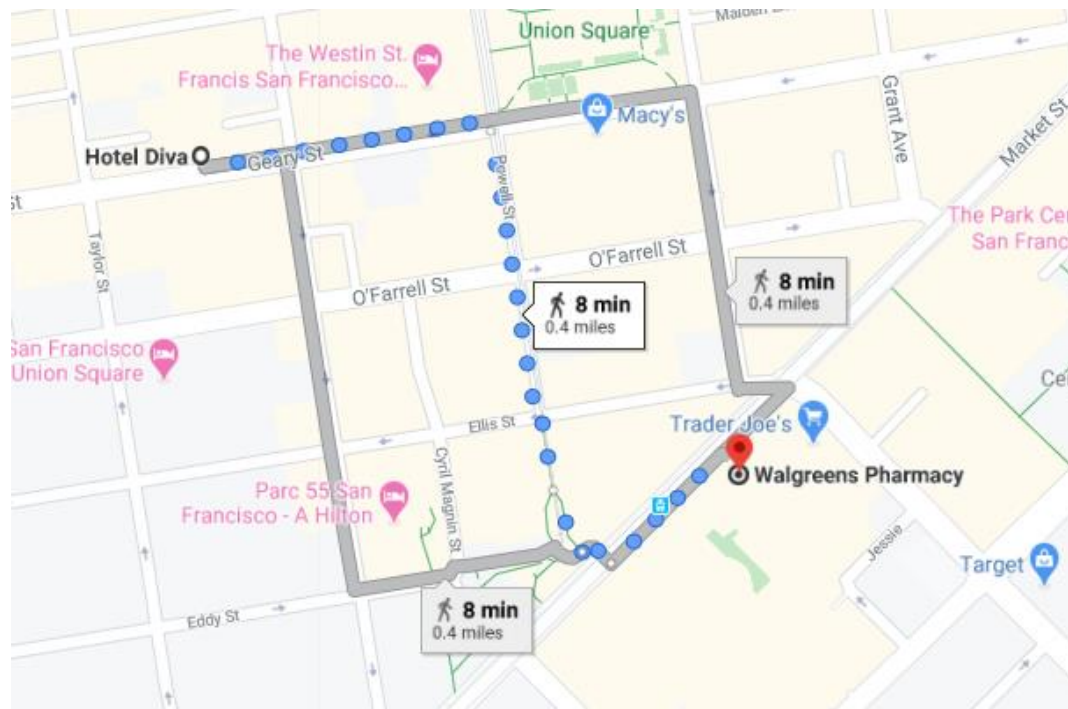 Maiden
Union Square
The Westin St.
Francis San Francisco...
Macy's
Grant Ave
Market St
Hotel Diva
Geary St
Powell St
St
The Park Cen
San Franc
Taylor St
O'Farrell St
O'Farrell St
8 min
0.4 miles
8 min
0.4 miles
San Francisco
Union Square
Ce
Ellis St
Trader Joe's
Cyril Magnin St
Walgreens Pharmacy
Parc 55 San
Francisco - A Hilton
Jessie
Target
8 min
0.4 miles
Eddy St